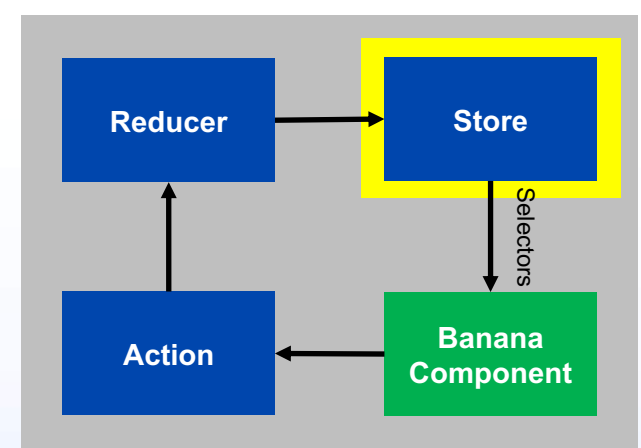 Reducer
Store
Selectors
Action
Banana
Component